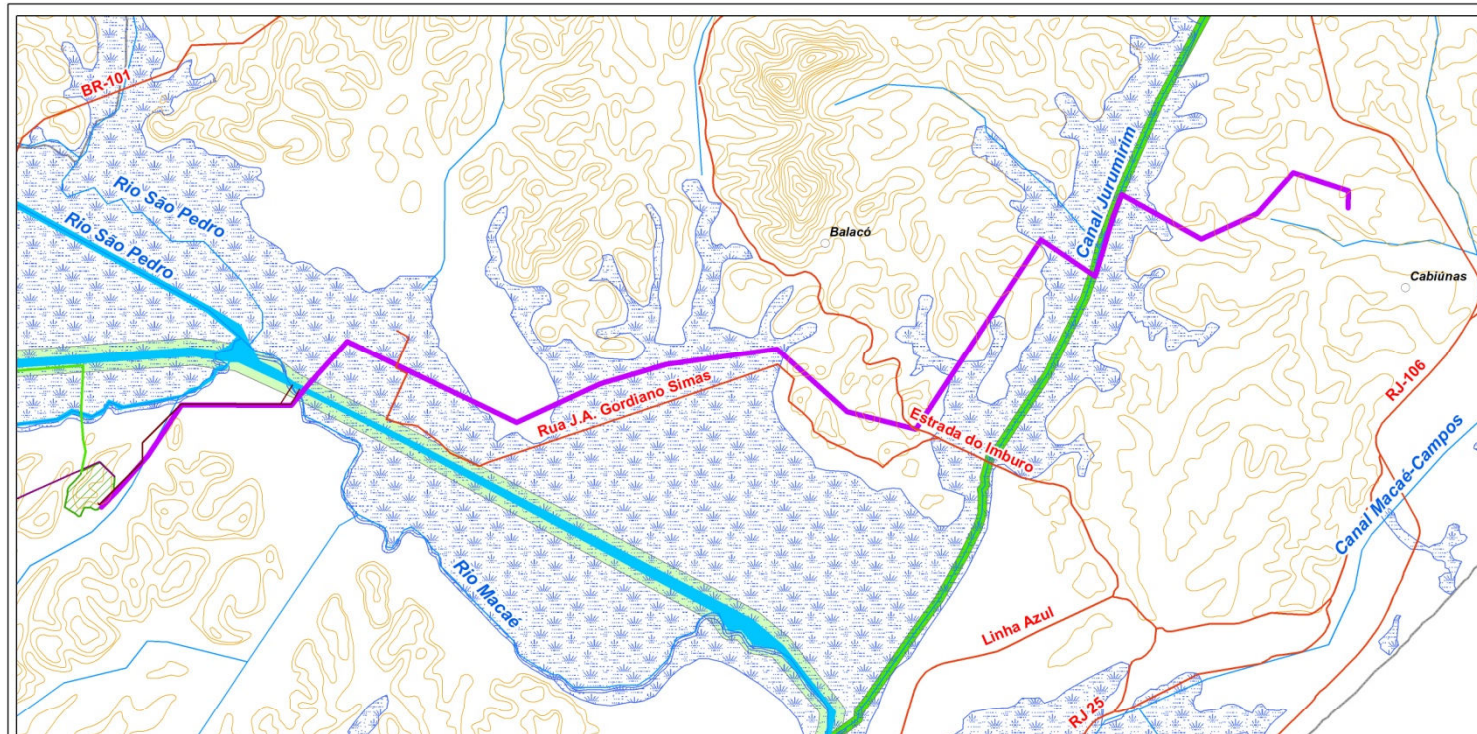 BR-101
Rio São Pedro
Rio São Pedro
Canal Jurumirim
Balacó
Cabiúnas
Rua J.A. Gordiano Simas
Estrada do Imburo
RJ-106
Canal Macaé-Campos
Rio Macaé
Linha Azul
RJ 25